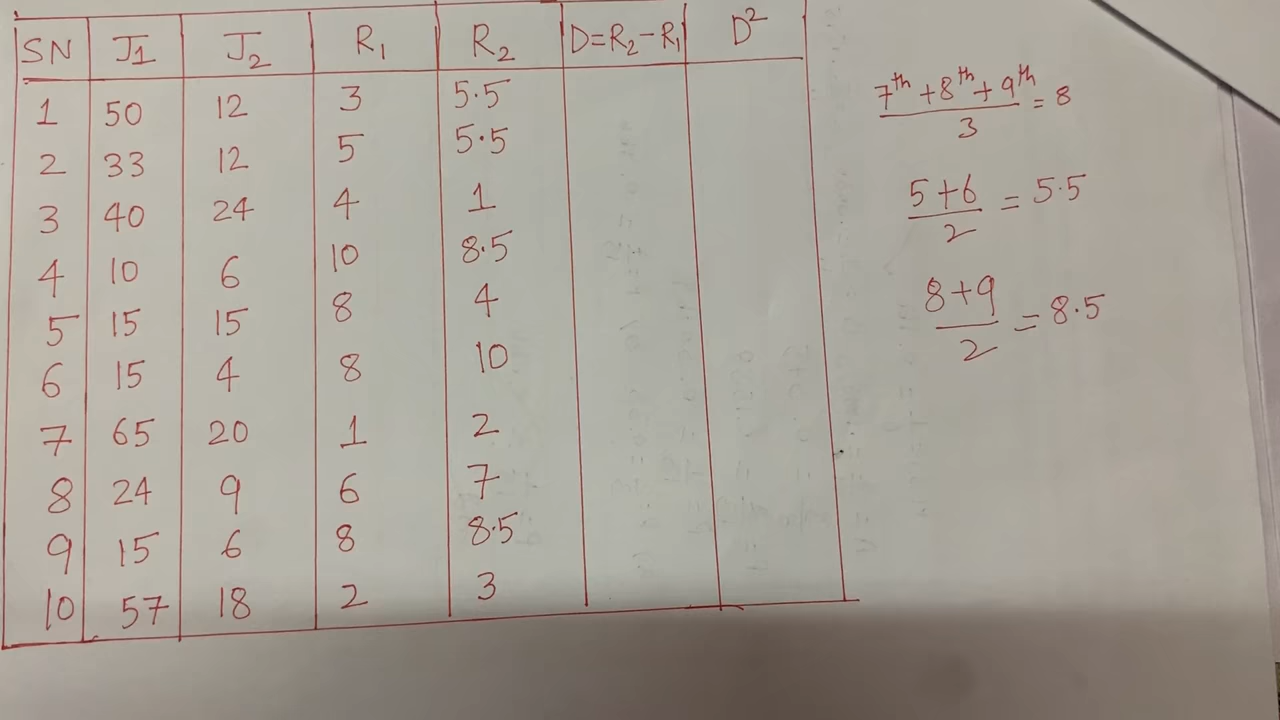 SN J1 J2 R1 R2 D=R2-R1 D²
1 50 12 3 5.5
2 33 12 5 5.5
3 40 24 4 1
4 10 6 10 8.5
5 15 15 8 4
6 15 4 8 10
7 65 20 1 2
8 24 9 6 7
9 15 6 8 8.5
10 57 18 2 3
7th +8th+9th
3
= 8
5+6
2
= 5.5
8+9
2
= 8.5